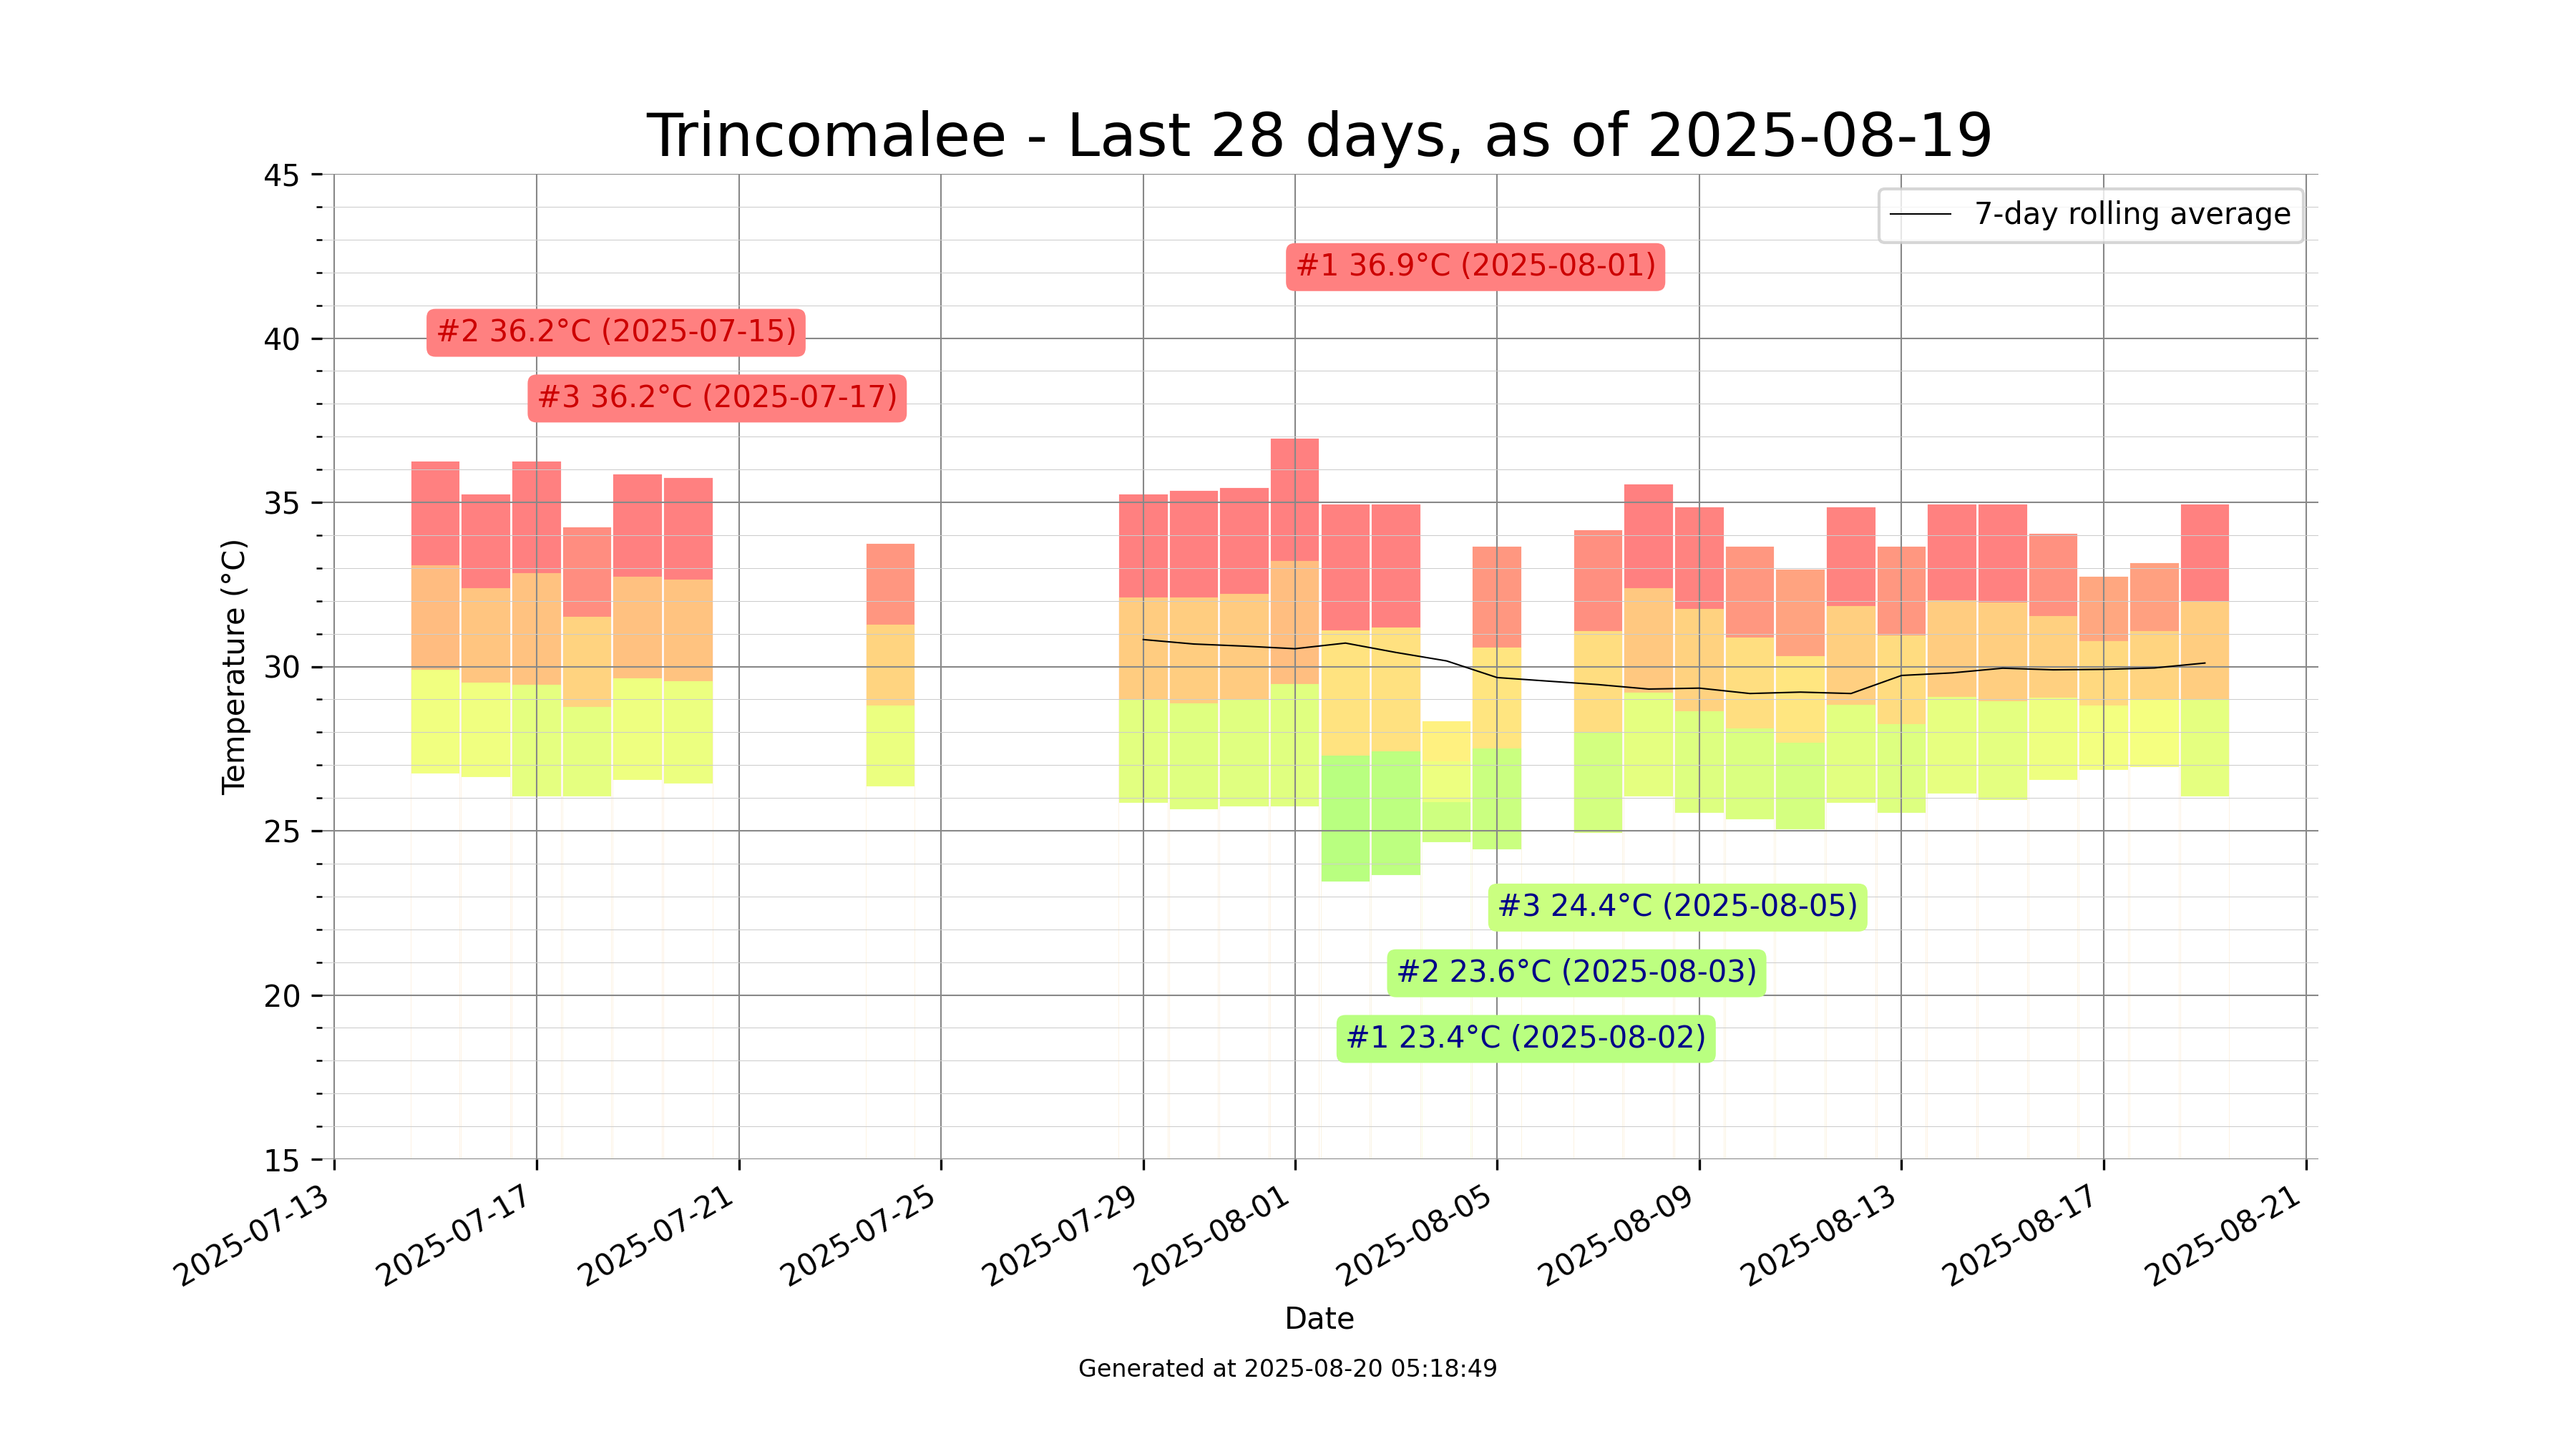 Trincomalee - Last 28 days, as of 2025-08-19
7-day rolling average
#1 36.9°C (2025-08-01)
#2 36.2°C (2025-07-15)
#3 36.2°C (2025-07-17)
#3 24.4°C (2025-08-05)
#2 23.6°C (2025-08-03)
#1 23.4°C (2025-08-02)
Temperature (°C)
45
40
35
30
25
20
15
2025-07-13
2025-07-17
2025-07-21
2025-07-25
2025-07-29
2025-08-01
2025-08-05
2025-08-09
2025-08-13
2025-08-17
2025-08-21
Date
Generated at 2025-08-20 05:18:49